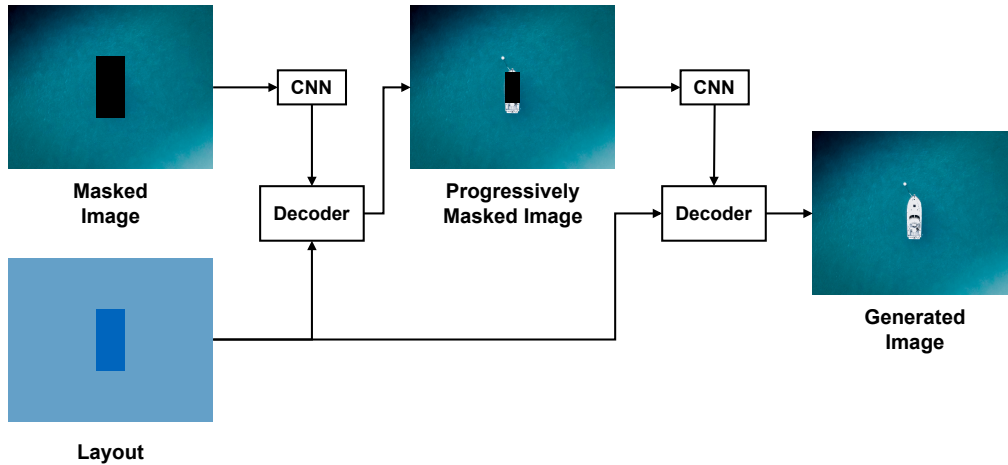 CNN
CNN
Masked
Image
Decoder
Progressively
Masked Image
Decoder
Generated
Image
Layout